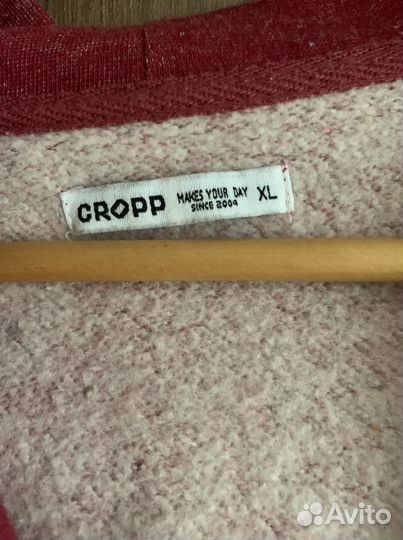 CROPP MAKES YOUR DAY XL
SINCE 2004
Avito